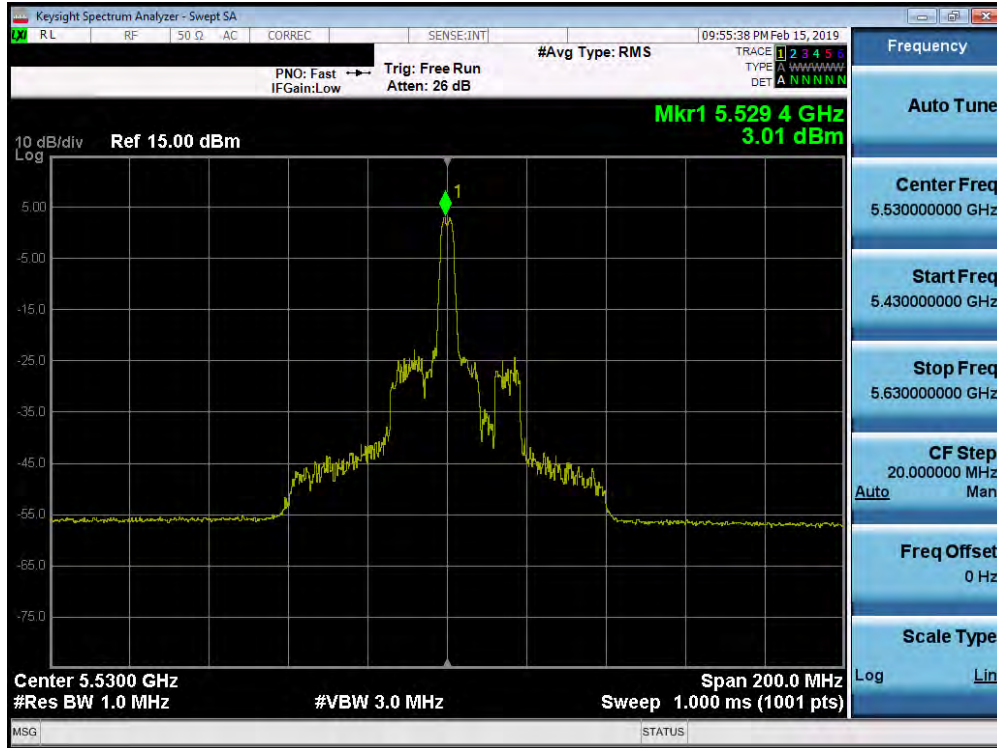 Keysight Spectrum Analyzer - Swept SA
LXI RL RF 50 Ω AC CORREC SENSE:INT 09:55:38 PM Feb 15, 2019
#Avg Type: RMS
TRACE 1 2 3 4 5 6
PNO: Fast Trig: Free Run
TYPE A WWWWW
IFGain:Low Atten: 26 dB
DET A N N N N N
Mkr1 5.529 4 GHz
3.01 dBm
10 dB/div Ref 15.00 dBm
Log
1
5.00
-5.00
-15.0
-25.0
-35.0
-45.0
-55.0
-65.0
-75.0
Center 5.5300 GHz Span 200.0 MHz
#Res BW 1.0 MHz #VBW 3.0 MHz Sweep 1.000 ms (1001 pts)
MSG STATUS
Frequency
Auto Tune
Center Freq
5.530000000 GHz
Start Freq
5.430000000 GHz
Stop Freq
5.630000000 GHz
CF Step
20.000000 MHz
Auto Man
Freq Offset
0 Hz
Scale Type
Log Lin